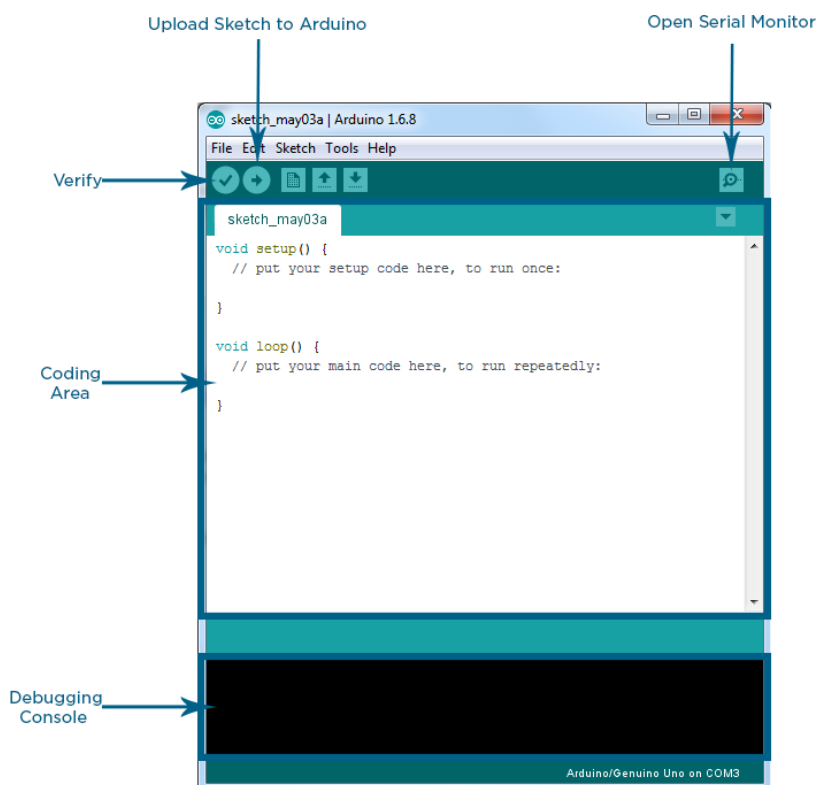 Upload Sketch to Arduino
Open Serial Monitor
sketch_may03a | Arduino 1.6.8
File Edit Sketch Tools Help
Verify
sketch_may03a
void setup() {
// put your setup code here, to run once:
}
void loop() {
// put your main code here, to run repeatedly:
}
Coding
Area
Debugging
Console
Arduino/Genuino Uno on COM3